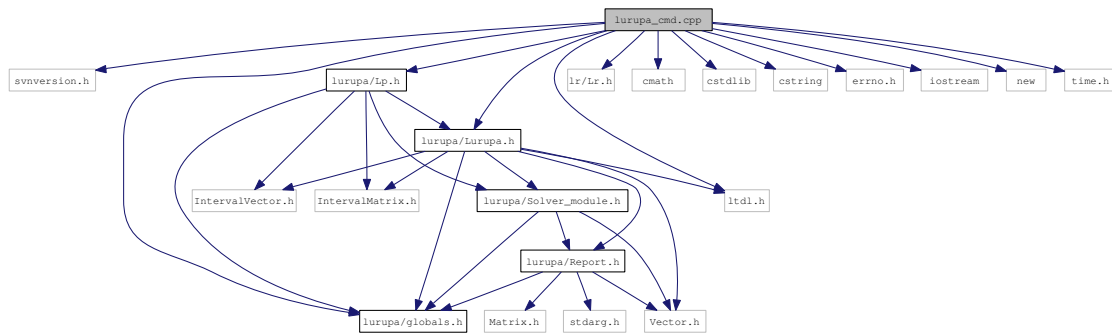 lurupa_cmd.cpp
svnversion.h
lurupa/Lp.h
lr/Lr.h
cmath
cstdlib
cstring
errno.h
iostream
new
time.h
lurupa/Lurupa.h
IntervalVector.h
IntervalMatrix.h
lurupa/Solver_module.h
ltdl.h
lurupa/Report.h
lurupa/globals.h
Matrix.h
stdarg.h
Vector.h